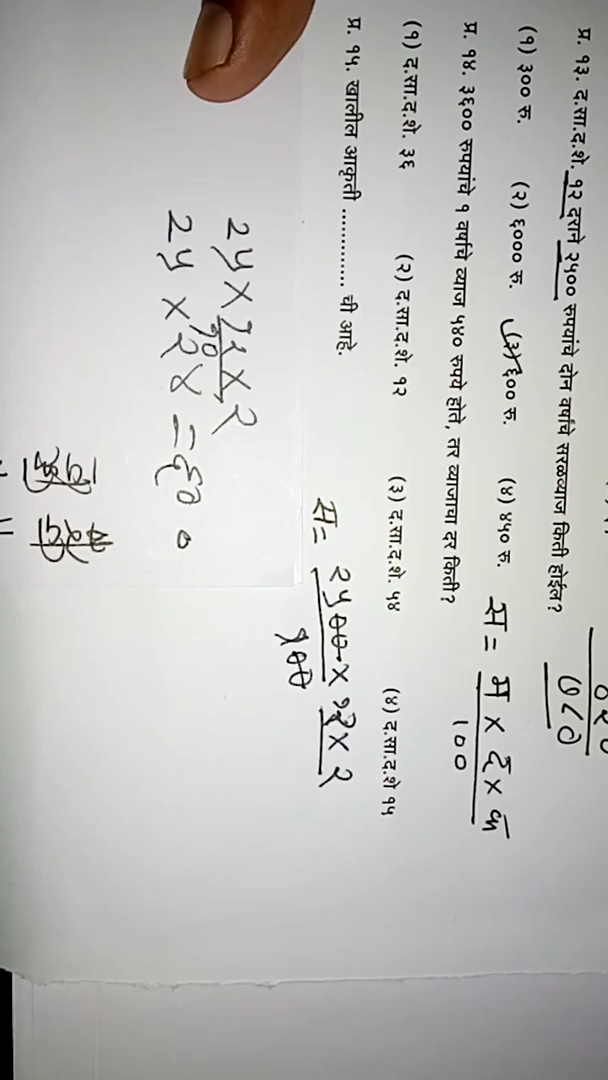 प्र. १३. द.सा.द.शे. १२ दराने २५०० रुपयांचे दोन वर्षाचे सरळव्याज किती होईल?
(१) ३०० रु. (२) ६००० रु. (३) ६०० रु. (४) ४५० रु.
प्र. १४. ३६०० रुपयांचे १ वर्षाचे व्याज ५४० रुपये होते, तर व्याजाचा दर किती?
(१) द.सा.द.शे. ३६ (२) द.सा.द.शे. १२ (३) द.सा.द.शे. ५४ (४) द.सा.द.शे १५
प्र. १५. खालील आकृती ............. ची आहे.
स = म × द × क
100
स = २५०० × १२ × २
१००
२५ × १२ × २
२५ × २४ = ६००